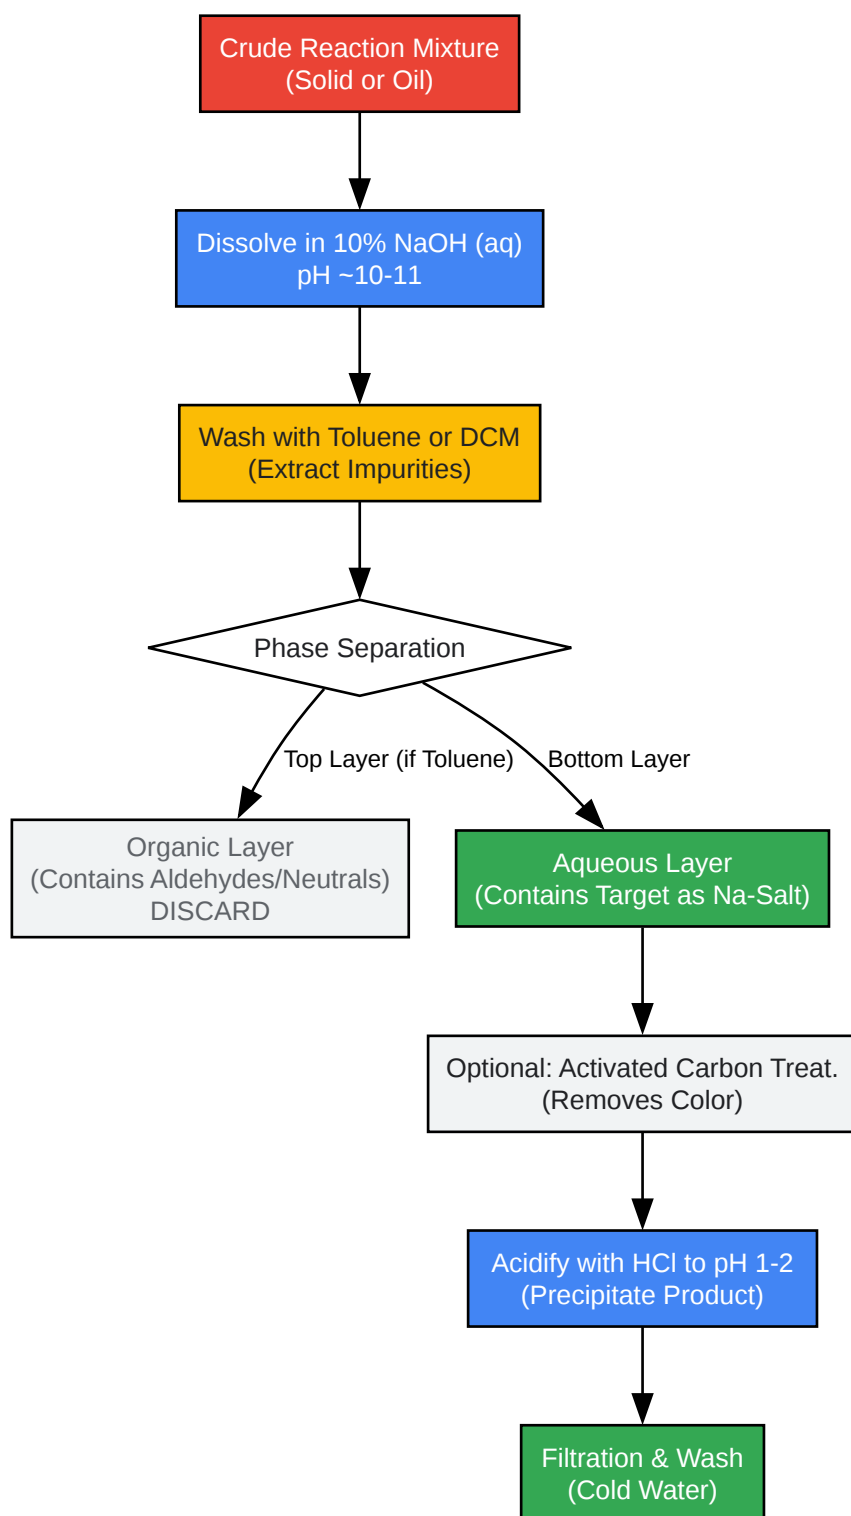 Crude Reaction Mixture
(Solid or Oil)
Dissolve in 10% NaOH (aq)
pH ~10-11
Wash with Toluene or DCM
(Extract Impurities)
Phase Separation
Top Layer (if Toluene)
Bottom Layer
Organic Layer
(Contains Aldehydes/Neutrals)
DISCARD
Aqueous Layer
(Contains Target as Na-Salt)
Optional: Activated Carbon Treat.
(Removes Color)
Acidify with HCl to pH 1-2
(Precipitate Product)
Filtration & Wash
(Cold Water)